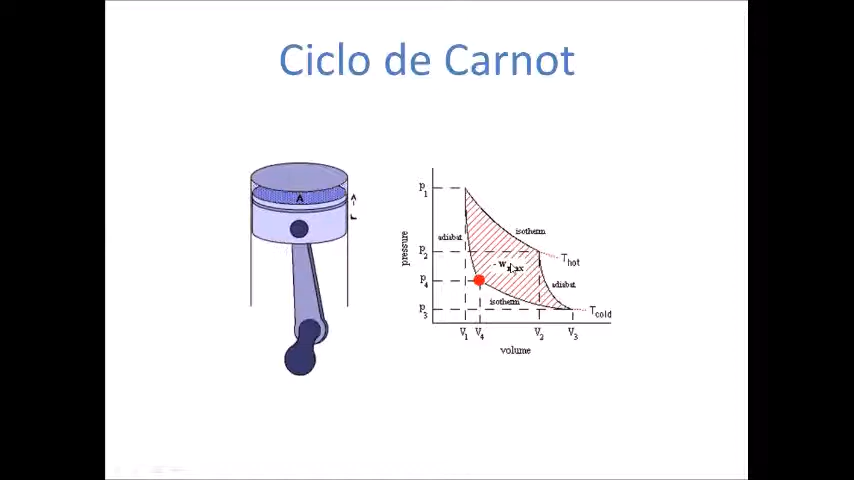 Ciclo de Carnot
A
p1
p2
p4
p3
pressure
adiabat
isotherm
Thot
adiabat
isotherm
Tcold
V1 V4 V2 V3
volume